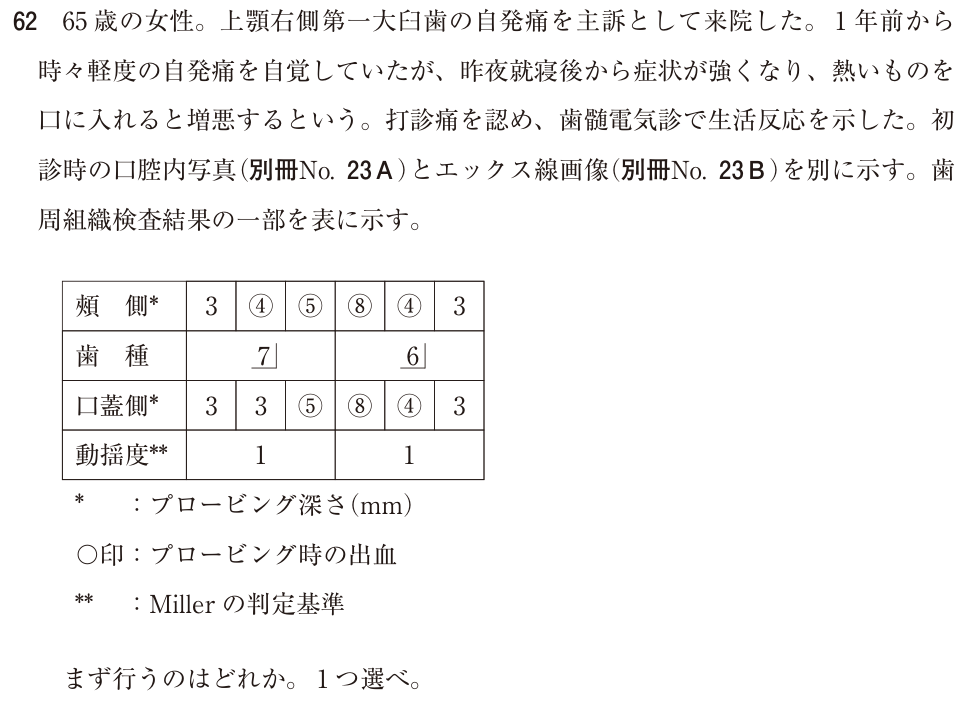 62 65歳の女性。上顎右側第一大臼歯の自発痛を主訴として来院した。1年前から
時々軽度の自発痛を自覚していたが、昨夜就寝後から症状が強くなり、熱いものを
口に入れると増悪するという。打診痛を認め、歯髄電気診で生活反応を示した。初
診時の口腔内写真(別冊No. 23A)とエックス線画像(別冊No. 23B)を別に示す。歯
周組織検査結果の一部を表に示す。
頰 側* 3 ④ ⑤ ⑧ ④ 3
歯 種 7 6
口蓋側* 3 3 ⑤ ⑧ ④ 3
動揺度** 1 1
* :プロービング深さ(mm)
○印:プロービング時の出血
** :Millerの判定基準
まず行うのはどれか。1つ選べ。